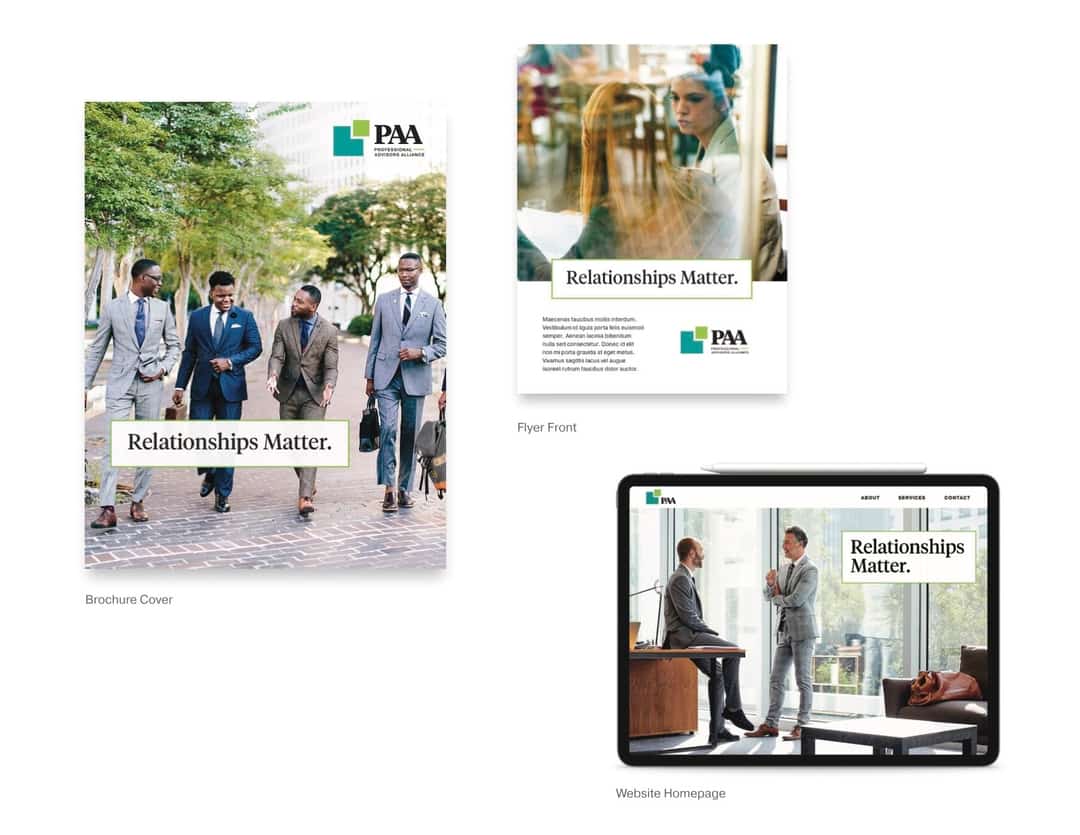 PAA
PROFESSIONAL
ADVISORS ALLIANCE
Relationships Matter.
Brochure Cover
Relationships Matter.
Maecenas faucibus mollis interdum.
Vestibulum id ligula porta felis euismod
semper. Aenean lacinia bibendum
nulla sed consectetur. Donec id elit
non mi porta gravida at eget metus.
Vivamus sagittis lacus vel augue
laoreet rutrum faucibus dolor auctor.
PAA
PROFESSIONAL
ADVISORS ALLIANCE
Flyer Front
PAA
ABOUT
SERVICES
CONTACT
Relationships
Matter.
Website Homepage